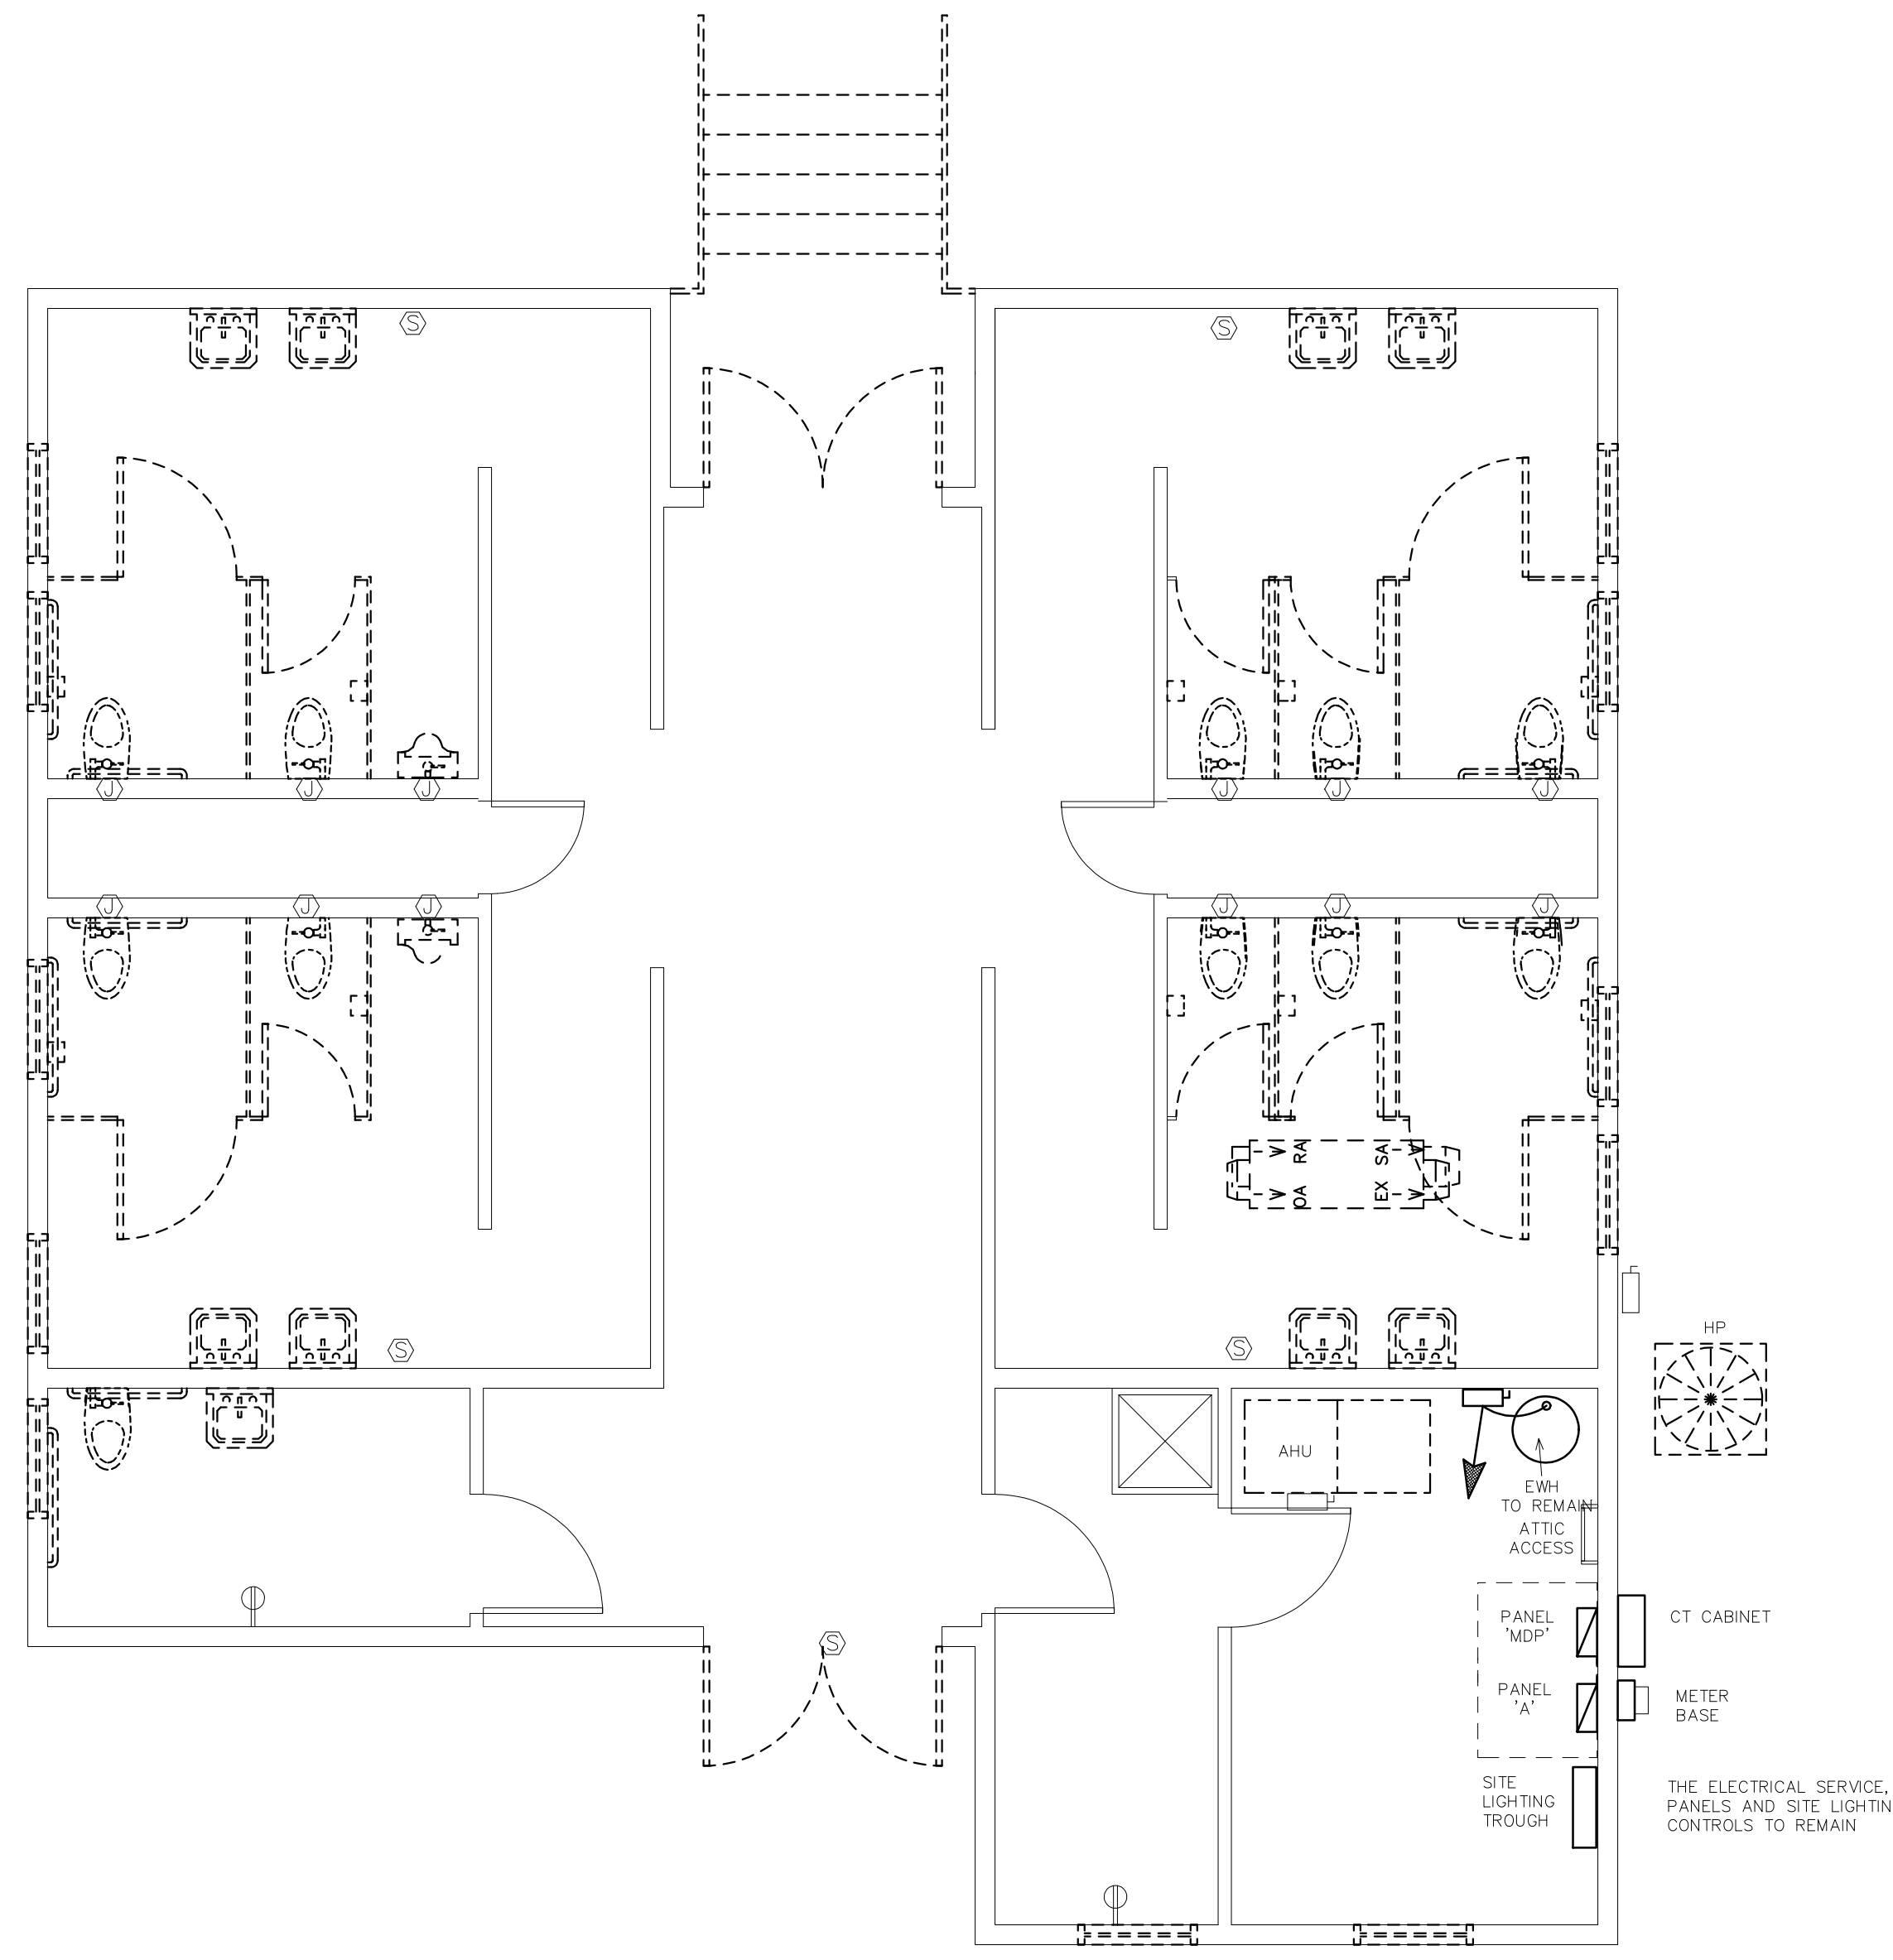 S
S
J
J
J
J
J
J
J
J
J
J
J
J
RA
SA
OA
EX
S
S
HP
AHU
EWH
TO REMAIN
ATTIC
ACCESS
PANEL
'MDP'
CT CABINET
S
PANEL
'A'
METER
BASE
SITE
LIGHTING
TROUGH
THE ELECTRICAL SERVICE,
PANELS AND SITE LIGHTIN
CONTROLS TO REMAIN